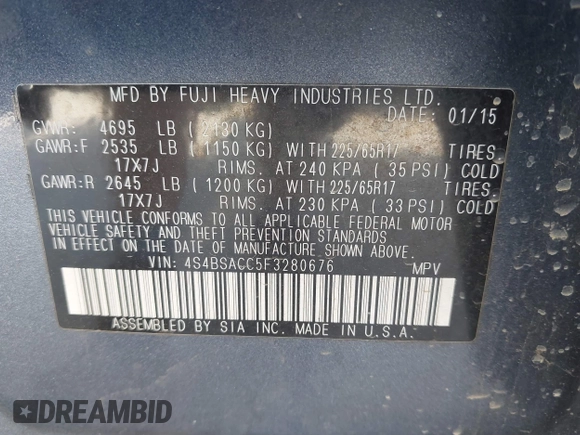 MFD BY FUJI HEAVY INDUSTRIES LTD.
DATE: 01/15
GVWR: 4695 LB ( 2130 KG)
GAWR:F 2535 LB ( 1150 KG) WITH 225/65R17 TIRES
17X7J RIMS. AT 240 KPA ( 35 PSI) COLD
GAWR:R 2645 LB ( 1200 KG) WITH 225/65R17 TIRES
17X7J RIMS. AT 230 KPA ( 33 PSI) COLD
THIS VEHICLE CONFORMS TO ALL APPLICABLE FEDERAL MOTOR
VEHICLE SAFETY AND THEFT PREVENTION STANDARDS
IN EFFECT ON THE DATE OF MANUFACTURE SHOWN ABOVE.
VIN: 4S4BSACC5F3280676 MPV
ASSEMBLED BY SIA INC. MADE IN U.S.A.
DREAMBID